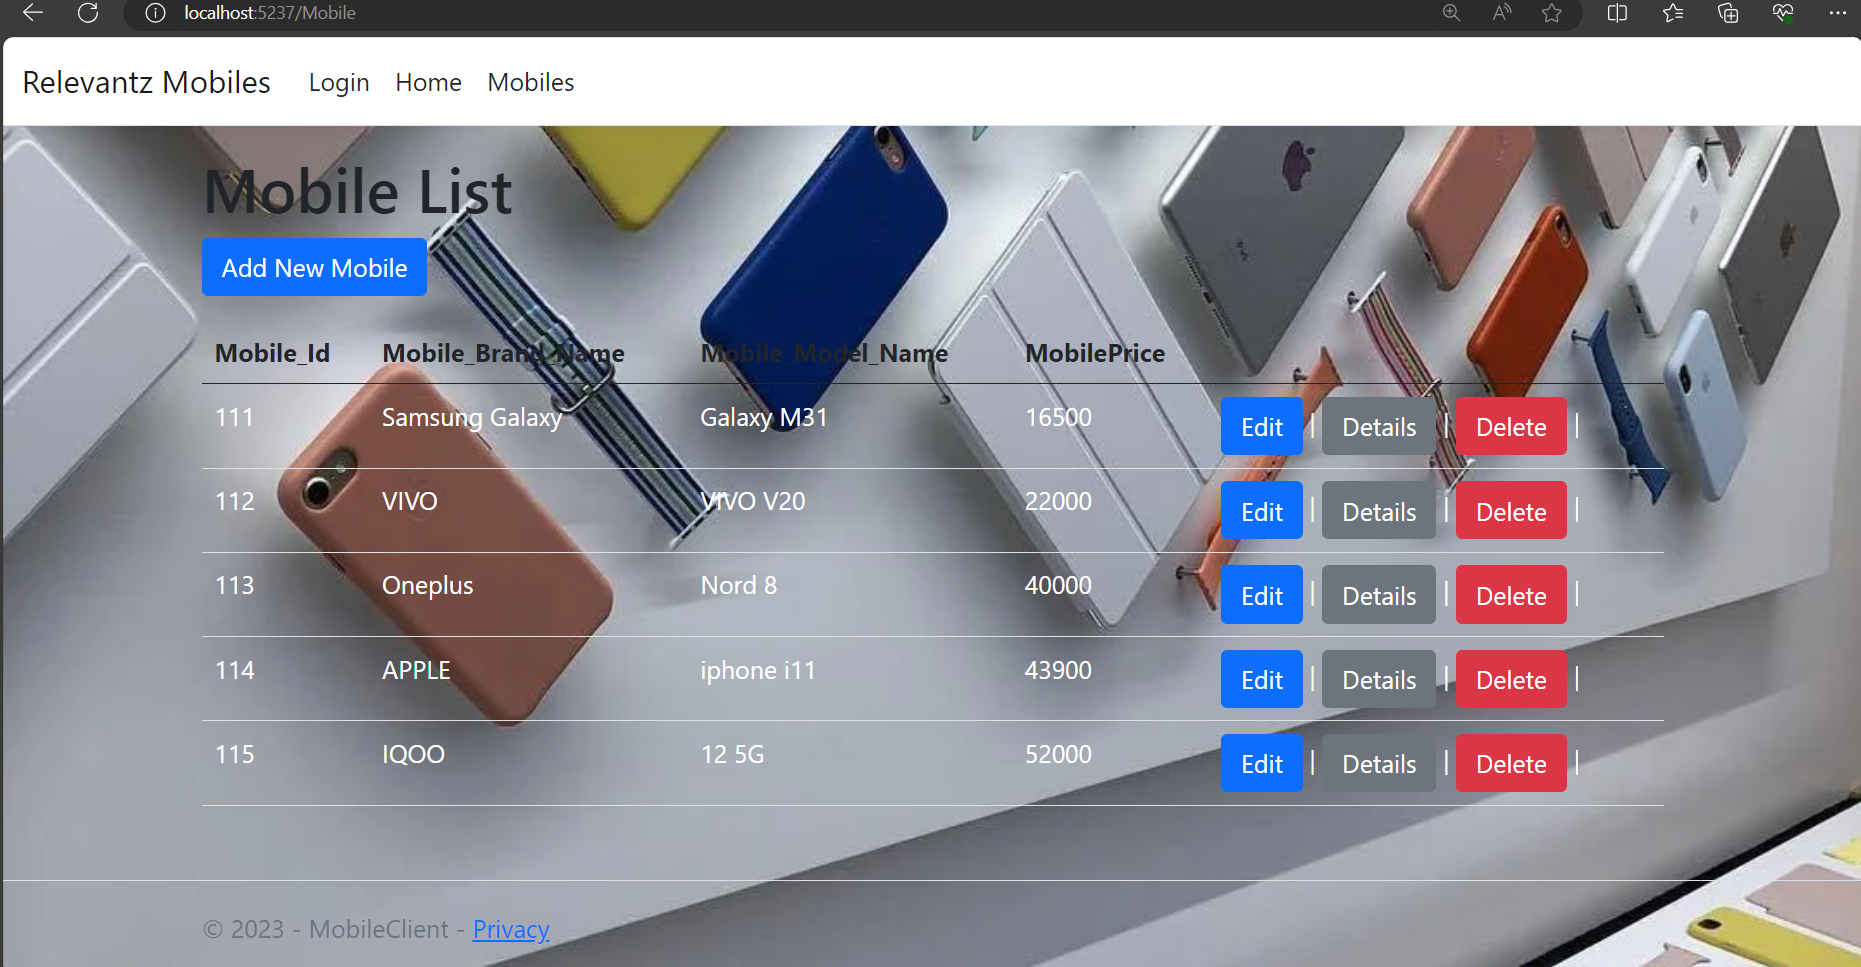 localhost:5237/Mobile
Relevantz Mobiles Login Home Mobiles
Mobile List
Add New Mobile
Mobile_Id Mobile_Brand_Name Mobile_Model_Name MobilePrice
111 Samsung Galaxy Galaxy M31 16500 Edit | Details | Delete |
112 VIVO VIVO V20 22000 Edit | Details | Delete |
113 Oneplus Nord 8 40000 Edit | Details | Delete |
114 APPLE iphone i11 43900 Edit | Details | Delete |
115 IQOO 12 5G 52000 Edit | Details | Delete |
© 2023 - MobileClient - Privacy